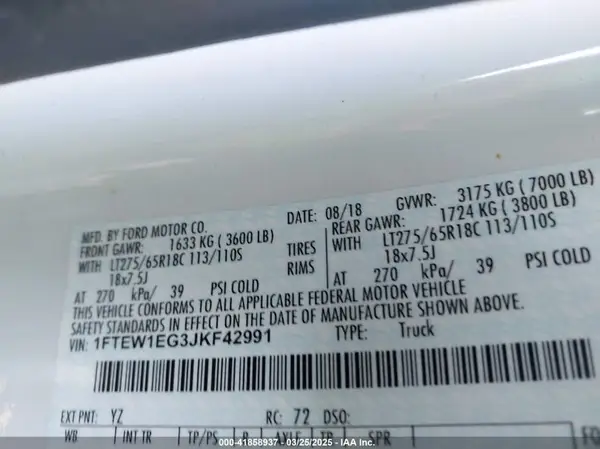 MFD. BY FORD MOTOR CO.
DATE: 08/18 GVWR: 3175 KG ( 7000 LB)
FRONT GAWR: 1633 KG ( 3600 LB)
REAR GAWR: 1724 KG ( 3800 LB)
WITH LT275/65R18C 113/110S TIRES WITH LT275/65R18C 113/110S
18x7.5J RIMS 18x7.5J
AT 270 kPa/ 39 PSI COLD AT 270 kPa/ 39 PSI COLD
THIS VEHICLE CONFORMS TO ALL APPLICABLE FEDERAL MOTOR VEHICLE
SAFETY STANDARDS IN EFFECT ON THE DATE OF MANUFACTURE SHOWN ABOVE.
VIN: 1FTEW1EG3JKF42991 TYPE: Truck
EXT PNT: YZ RC: 72 DSO:
WB INT TR TP/PS R AXLE TR SPR
000-41858937 - 03/25/2025 - IAA Inc.